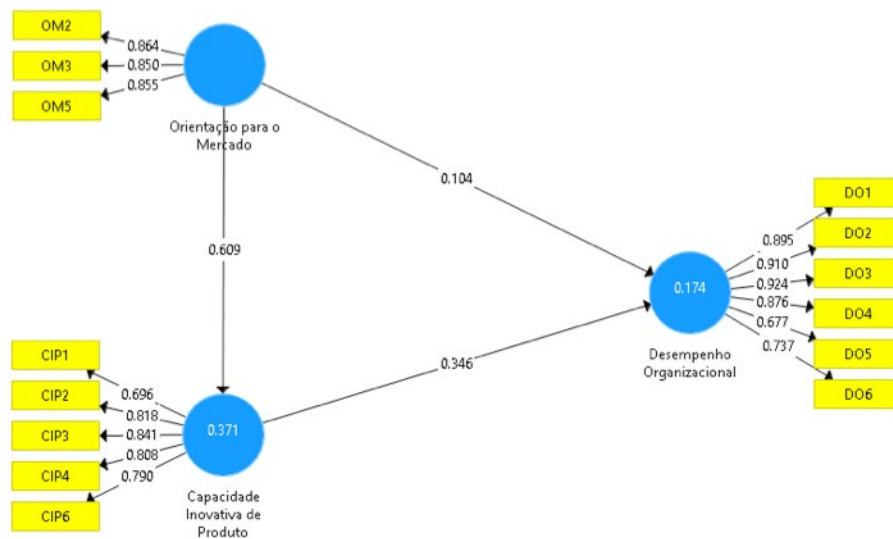 OM2
0.864
OM3
0.850
OM5
0.855
Orientação para o
Mercado
0.104
0.609
DO1
0.895
DO2
0.910
DO3
0.924
0.174
DO4
0.876
DO5
0.677
DO6
0.737
Desempenho
Organizacional
0.346
CIP1
0.696
CIP2
0.818
CIP3
0.841
0.371
CIP4
0.808
CIP6
0.790
Capacidade
Inovativa de
Produto